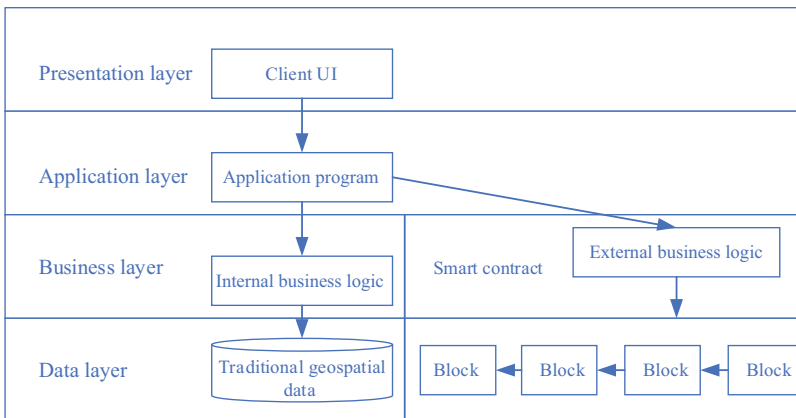 Presentation layer
Client UI
Application layer
Application program
Business layer
Internal business logic
Smart contract
External business logic
Data layer
Traditional geospatial
data
Block
Block
Block
Block